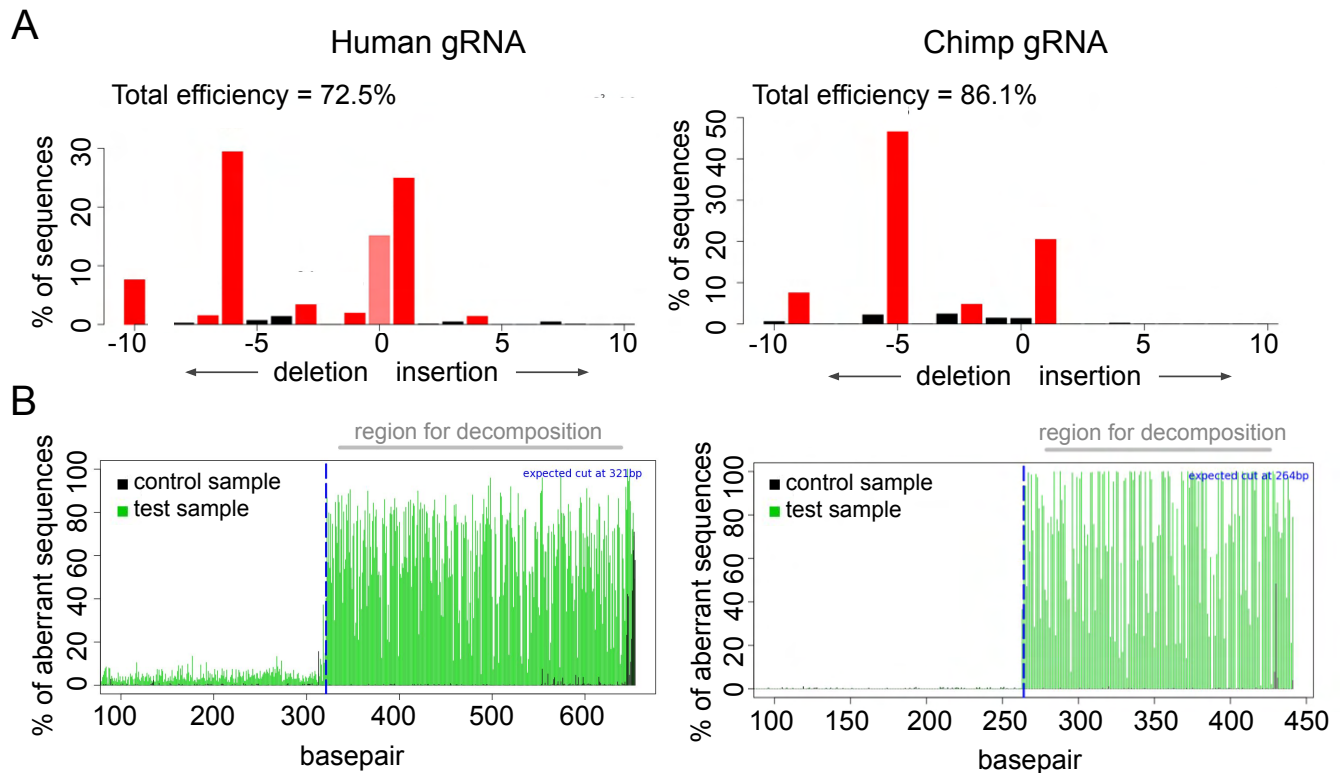 A
Human gRNA
Chimp gRNA
Total efficiency = 72.5%
Total efficiency = 86.1%
% of sequences
30
20
10
0
-10
-5
0
5
10
deletion insertion
% of sequences
50
40
30
20
10
0
-10
-5
0
5
10
deletion insertion
B
region for decomposition
expected cut at 321bp
control sample
test sample
% of aberrant sequences
100
80
60
40
20
0
100
200
300
400
500
600
basepair
region for decomposition
expected cut at 264bp
control sample
test sample
% of aberrant sequences
100
80
60
40
20
0
100
150
200
250
300
350
400
450
basepair